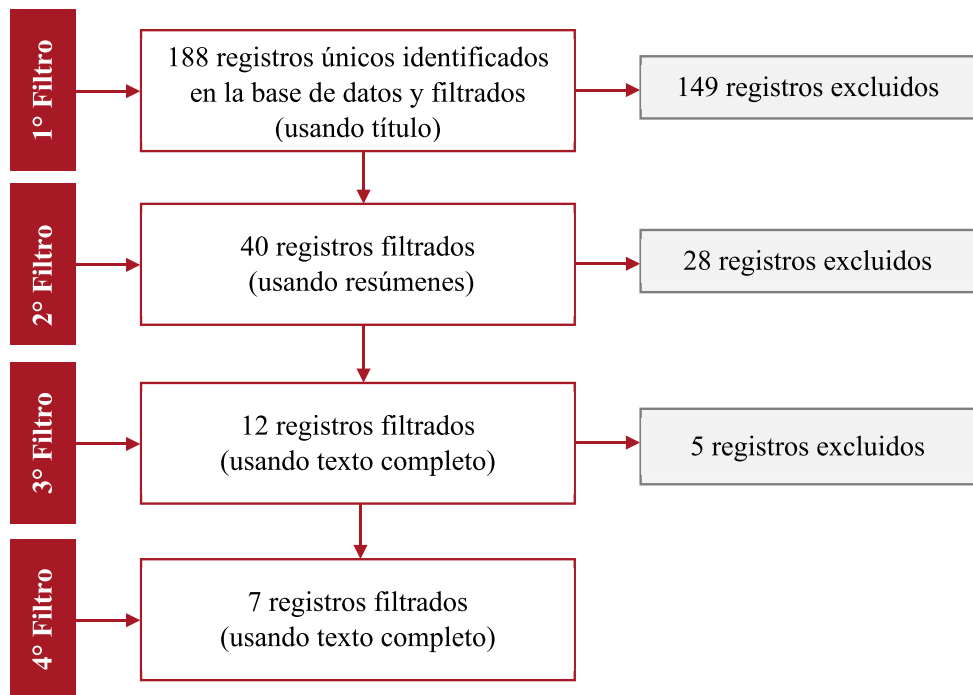 1° Filtro
188 registros únicos identificados
en la base de datos y filtrados
(usando título)
149 registros excluidos
2° Filtro
40 registros filtrados
(usando resúmenes)
28 registros excluidos
3° Filtro
12 registros filtrados
(usando texto completo)
5 registros excluidos
4° Filtro
7 registros filtrados
(usando texto completo)